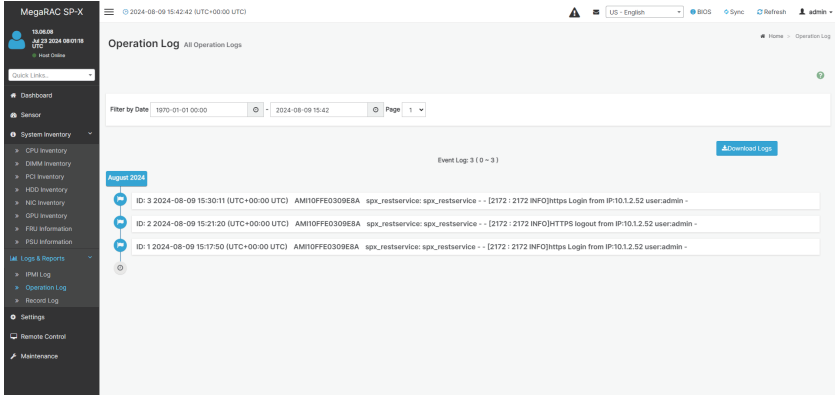 MegaRAC SP-X
2024-08-09 15:42:42 (UTC+00:00 UTC)
US - English
BIOS
Sync
Refresh
admin
13.06.08
Jul 23 2024 08:01:18
UTC
Host Online
Quick Links..
Dashboard
Sensor
System Inventory
» CPU Inventory
» DIMM Inventory
» PCI Inventory
» HDD Inventory
» NIC Inventory
» GPU Inventory
» FRU Information
» PSU Information
Logs & Reports
» IPMI Log
» Operation Log
» Record Log
Settings
Remote Control
Maintenance
Operation Log All Operation Logs
Home > Operation Log
Filter by Date 1970-01-01 00:00 - 2024-08-09 15:42 Page 1
Download Logs
Event Log: 3 ( 0 ~ 3 )
August 2024
ID: 3 2024-08-09 15:30:11 (UTC+00:00 UTC) AMI10FFE0309E8A spx_restservice: spx_restservice - - [2172 : 2172 INFO]https Login from IP:10.1.2.52 user:admin -
ID: 2 2024-08-09 15:21:20 (UTC+00:00 UTC) AMI10FFE0309E8A spx_restservice: spx_restservice - - [2172 : 2172 INFO]HTTPS logout from IP:10.1.2.52 user:admin -
ID: 1 2024-08-09 15:17:50 (UTC+00:00 UTC) AMI10FFE0309E8A spx_restservice: spx_restservice - - [2172 : 2172 INFO]https Login from IP:10.1.2.52 user:admin -